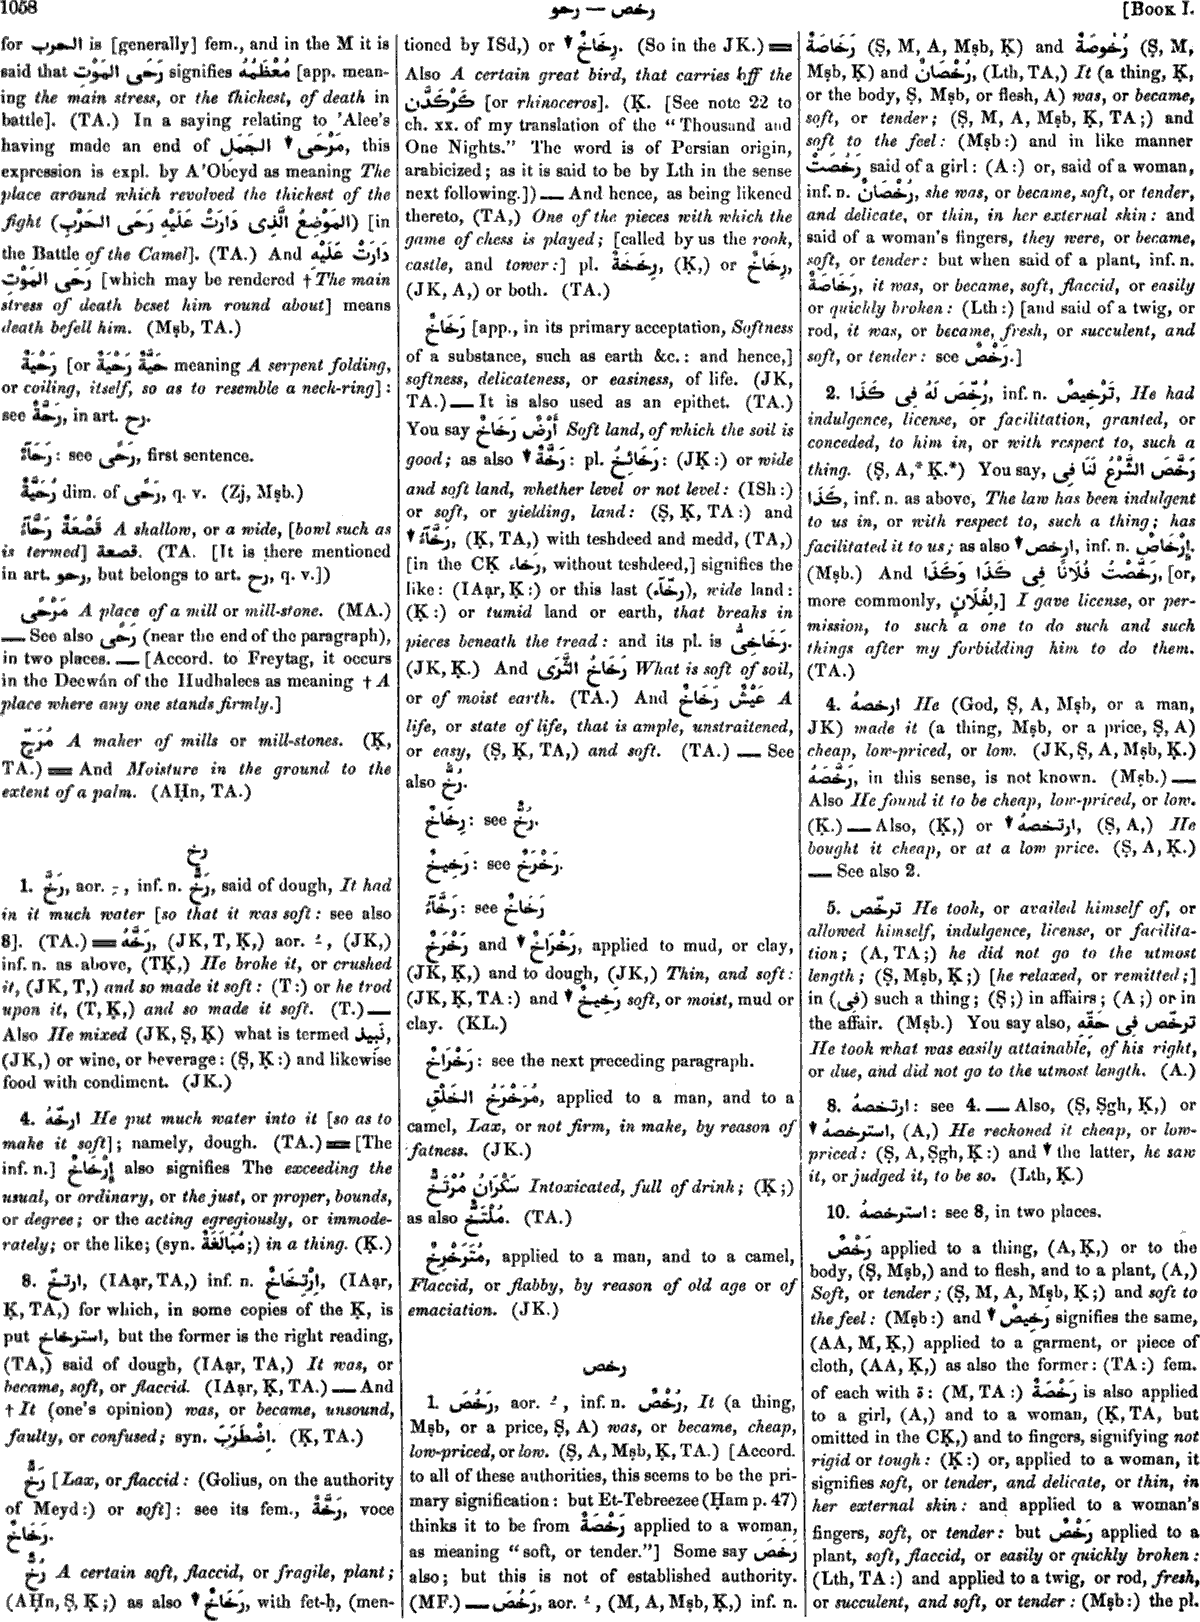 1058
رحو — رخص
[Book I.
for الحرب is [generally] fem., and in the M it is
said that رَحَى المَوْتِ signifies مُعْظَمُهُ [app. mean-
ing the main stress, or the thickest, of death in
battle]. (TA.) In a saying relating to 'Alee's
having made an end of مَرْحَى ↓ الجَمَلِ, this
expression is expl. by A'Obeyd as meaning The
place around which revolved the thickest of the
fight (المَوْضِعُ الَّذِى دَارَتْ عَلَيْهِ رَحَى الحَرْبِ) [in
the Battle of the Camel]. (TA.) And دَارَتْ عَلَيْهِ
رَحَى المَوْتِ [which may be rendered † The main
stress of death beset him round about] means
death befell him. (Mṣb, TA.)
رَحْيَةٌ [or حَيَّةٌ رَحْيَةٌ meaning A serpent folding,
or coiling, itself, so as to resemble a neck-ring]:
see رَحَّةٌ, in art. رح.
رَحَآءٌ: see رَحًى, first sentence.
رُحَيَّةٌ dim. of رَحًى, q. v. (Zj, Mṣb.)
قَصْعَةٌ رَحَّآءُ A shallow, or a wide, [bowl such as
is termed] قصعة. (TA. [It is there mentioned
in art. رحو, but belongs to art. رح, q. v.])
مَرْحًى A place of a mill or mill-stone. (MA.)
— See also رَحًى (near the end of the paragraph),
in two places. — [Accord. to Freytag, it occurs
in the Deewán of the Hudhalees as meaning † A
place where any one stands firmly.]
مُرَحٍّ A maker of mills or mill-stones. (Ḳ,
TA.) = And Moisture in the ground to the
extent of a palm. (AḤn, TA.)
رخ
1. رَخَّ, aor. ـِ, inf. n. رَخٌّ, said of dough, It had
in it much water [so that it was soft: see also
8]. (TA.) = رَخَّهُ, (JK, T, Ḳ,) aor. ـُ, (JK,)
inf. n. as above, (TḲ,) He broke it, or crushed
it, (JK, T,) and so made it soft: (T:) or he trod
upon it, (T, Ḳ,) and so made it soft. (T.) —
Also He mixed (JK, Ṣ, Ḳ) what is termed نَبِيذ,
(JK,) or wine, or beverage: (Ṣ, Ḳ:) and likewise
food with condiment. (JK.)
4. ارخّهُ He put much water into it [so as to
make it soft]; namely, dough. (TA.) = [The
inf. n.] إِرْخَاخٌ also signifies The exceeding the
usual, or ordinary, or the just, or proper, bounds,
or degree; or the acting egregiously, or immode-
rately; or the like; (syn. مُبَالَغَةٌ;) in a thing. (Ḳ.)
8. ارتخّ, (IAạr, TA,) inf. n. اِرْتِخَاخٌ, (IAạr,
Ḳ, TA,) for which, in some copies of the Ḳ, is
put استرخاخ, but the former is the right reading,
(TA,) said of dough, (IAạr, TA,) It was, or
became, soft, or flaccid. (IAạr, Ḳ, TA.) — And
† It (one's opinion) was, or became, unsound,
faulty, or confused; syn. اِضْطَرَبَ. (Ḳ, TA.)
رَخٌّ [Lax, or flaccid: (Golius, on the authority
of Meyd:) or soft]: see its fem., رَخَّةٌ, voce
رَخَاخٌ.
رُخٌّ A certain soft, flaccid, or fragile, plant;
(AḤn, Ṣ, Ḳ;) as also ↓ رَخَاخٌ, with fet-ḥ, (men-
tioned by ISd,) or ↓ رِخَاخٌ. (So in the JK.) =
Also A certain great bird, that carries off the
كَرْكَدَّن [or rhinoceros]. (Ḳ. [See note 22 to
ch. xx. of my translation of the "Thousand and
One Nights." The word is of Persian origin,
arabicized; as it is said to be by Lth in the sense
next following.]) — And hence, as being likened
thereto, (TA,) One of the pieces with which the
game of chess is played; [called by us the rook,
castle, and tower:] pl. رِخَخَةٌ, (Ḳ,) or رِخَاخٌ,
(JK, A,) or both. (TA.)
رَخَاخٌ [app., in its primary acceptation, Softness
of a substance, such as earth &c.: and hence,]
softness, delicateness, or easiness, of life. (JK,
TA.) — It is also used as an epithet. (TA.)
You say أَرْضٌ رَخَاخٌ Soft land, of which the soil is
good; as also ↓ رَخَّةٌ: pl. رَخَائِخُ: (JḲ:) or wide
and soft land, whether level or not level: (ISh:)
or soft, or yielding, land: (Ṣ, Ḳ, TA:) and
↓ رَخَّآءُ, (Ḳ, TA,) with teshdeed and medd, (TA,)
[in the CḲ رَخَاء, without teshdeed,] signifies the
like: (IAạr, Ḳ:) or this last (رَخَّآء), wide land:
(Ḳ:) or tumid land or earth, that breaks in
pieces beneath the tread: and its pl. is رَخَاخِىُّ.
(JK, Ḳ.) And رَخَاخُ الثَّرَى What is soft of soil,
or of moist earth. (TA.) And عَيْشٌ رَخَاخٌ A
life, or state of life, that is ample, unstraitened,
or easy, (Ṣ, Ḳ, TA,) and soft. (TA.) — See
also رُخٌّ.
رِخَاخٌ: see رُخٌّ.
رَخِيخٌ: see رَخْرَخٌ.
رَخَّآءُ: see رَخَاخٌ
رَخْرَخٌ and ↓ رَخْرَاخٌ, applied to mud, or clay,
(JK, Ḳ,) and to dough, (JK,) Thin, and soft:
(JK, Ḳ, TA:) and ↓ رَخِيخٌ soft, or moist, mud or
clay. (KL.)
رَخْرَاخٌ: see the next preceding paragraph.
مُرَخْرَخُ الخَلْقِ, applied to a man, and to a
camel, Lax, or not firm, in make, by reason of
fatness. (JK.)
سَكْرَانُ مُرْتَخٌّ Intoxicated, full of drink; (Ḳ;)
as also مُلْتَخٌّ. (TA.)
مُتَرَخْرِخٌ, applied to a man, and to a camel,
Flaccid, or flabby, by reason of old age or of
emaciation. (JK.)
رخص
1. رَخُصَ, aor. ـُ, inf. n. رُخْصٌ, It (a thing,
Mṣb, or a price, Ṣ, A) was, or became, cheap,
low-priced, or low. (Ṣ, A, Mṣb, Ḳ, TA.) [Accord.
to all of these authorities, this seems to be the pri-
mary signification: but Et-Tebreezee (Ḥam p. 47)
thinks it to be from رَخْصَةٌ applied to a woman,
as meaning "soft, or tender."] Some say رَخَصَ
also; but this is not of established authority.
(MF.) — رَخُصَ, aor. ـُ, (M, A, Mṣb, Ḳ,) inf. n.
رَخَاصَةٌ (Ṣ, M, A, Mṣb, Ḳ) and رُخُوصَةٌ (Ṣ, M,
Mṣb, Ḳ) and رُخْصَانٌ, (Lth, TA,) It (a thing, Ḳ,
or the body, Ṣ, Mṣb, or flesh, A) was, or became,
soft, or tender; (Ṣ, M, A, Mṣb, Ḳ, TA;) and
soft to the feel: (Mṣb:) and in like manner
رَخُصَتْ said of a girl: (A:) or, said of a woman,
inf. n. رُخْصَانٌ, she was, or became, soft, or tender,
and delicate, or thin, in her external skin: and
said of a woman's fingers, they were, or became,
soft, or tender: but when said of a plant, inf. n.
رَخَاصَةٌ, it was, or became, soft, flaccid, or easily
or quickly broken: (Lth:) [and said of a twig, or
rod, it was, or became, fresh, or succulent, and
soft, or tender: see رَخْصٌ.]
2. رُخِّصَ لَهُ فِى كَذَا, inf. n. تَرْخِيصٌ, He had
indulgence, license, or facilitation, granted, or
conceded, to him in, or with respect to, such a
thing. (Ṣ, A,* Ḳ.*) You say, رَخَّصَ الشَّرْعُ لَنَا فِى
كَذَا, inf. n. as above, The law has been indulgent
to us in, or with respect to, such a thing; has
facilitated it to us; as also ↓ ارخص, inf. n. إِرْخَاصٌ.
(Mṣb.) And رَخَّصْتُ فُلَانًا فِى كَذَا وَكَذَا, [or,
more commonly, لِفُلَانٍ,] I gave license, or per-
mission, to such a one to do such and such
things after my forbidding him to do them.
(TA.)
4. ارخصهُ He (God, Ṣ, A, Mṣb, or a man,
JK) made it (a thing, Mṣb, or a price, Ṣ, A)
cheap, low-priced, or low. (JK, Ṣ, A, Mṣb, Ḳ.)
رَخَّصَهُ, in this sense, is not known. (Mṣb.) —
Also He found it to be cheap, low-priced, or low.
(Ḳ.) — Also, (Ḳ,) or ↓ ارتخصهُ, (Ṣ, A,) He
bought it cheap, or at a low price. (Ṣ, A, Ḳ.)
— See also 2.
5. ترخّص He took, or availed himself of, or
allowed himself, indulgence, license, or facilita-
tion; (A, TA;) he did not go to the utmost
length; (Ṣ, Mṣb, Ḳ;) [he relaxed, or remitted;]
in (فِى) such a thing; (Ṣ;) in affairs; (A;) or in
the affair. (Mṣb.) You say also, ترخّص فِى حَقِّهِ
He took what was easily attainable, of his right,
or due, and did not go to the utmost length. (A.)
8. ارتخصهُ: see 4. — Also, (Ṣ, Ṣgh, Ḳ,) or
↓ استرخصهُ, (A,) He reckoned it cheap, or low-
priced: (Ṣ, A, Ṣgh, Ḳ:) and ↓ the latter, he saw
it, or judged it, to be so. (Lth, Ḳ.)
10. استرخصهُ: see 8, in two places.
رَخْصٌ applied to a thing, (A, Ḳ,) or to the
body, (Ṣ, Mṣb,) and to flesh, and to a plant, (A,)
Soft, or tender; (Ṣ, M, A, Mṣb, Ḳ;) and soft to
the feel: (Mṣb:) and ↓ رَخِيصٌ signifies the same,
(AA, M, Ḳ,) applied to a garment, or piece of
cloth, (AA, Ḳ,) as also the former: (TA:) fem.
of each with ة: (M, TA:) رَخْصَةٌ is also applied
to a girl, (A,) and to a woman, (Ḳ, TA, but
omitted in the CḲ,) and to fingers, signifying not
rigid or tough: (Ḳ:) or, applied to a woman, it
signifies soft, or tender, and delicate, or thin, in
her external skin: and applied to a woman's
fingers, soft, or tender: but رَخْصٌ applied to a
plant, soft, flaccid, or easily or quickly broken:
(Lth, TA:) and applied to a twig, or rod, fresh,
or succulent, and soft, or tender: (Mṣb:) the pl.